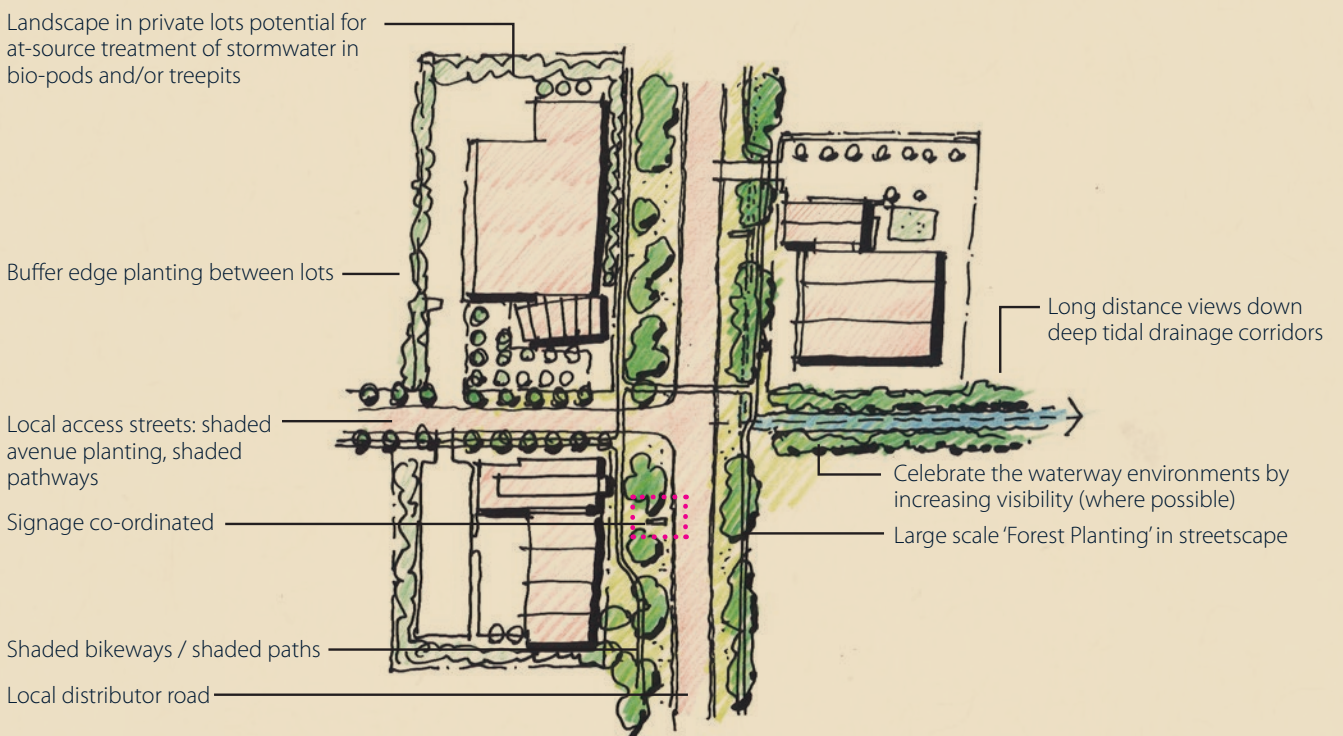 Landscape in private lots potential for
at-source treatment of stormwater in
bio-pods and/or treepits
Buffer edge planting between lots
Local access streets: shaded
avenue planting, shaded
pathways
Signage co-ordinated
Shaded bikeways / shaded paths
Local distributor road
Long distance views down
deep tidal drainage corridors
Celebrate the waterway environments by
increasing visibility (where possible)
Large scale ‘Forest Planting’ in streetscape